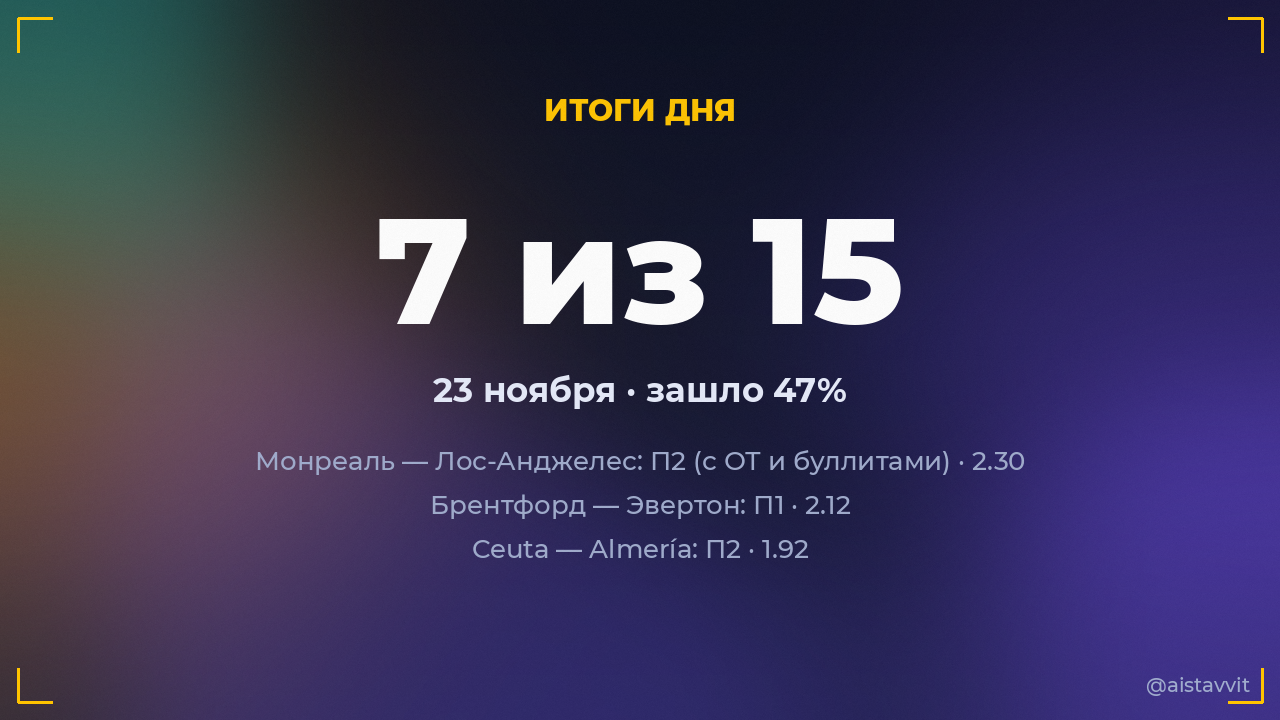 ИТОГИ ДНЯ
7 из 15
23 ноября · зашло 47%
Монреаль — Лос-Анджелес: П2 (с ОТ и буллитами) · 2.30
Брентфорд — Эвертон: П1 · 2.12
Ceuta — Almería: П2 · 1.92
@aistavvit